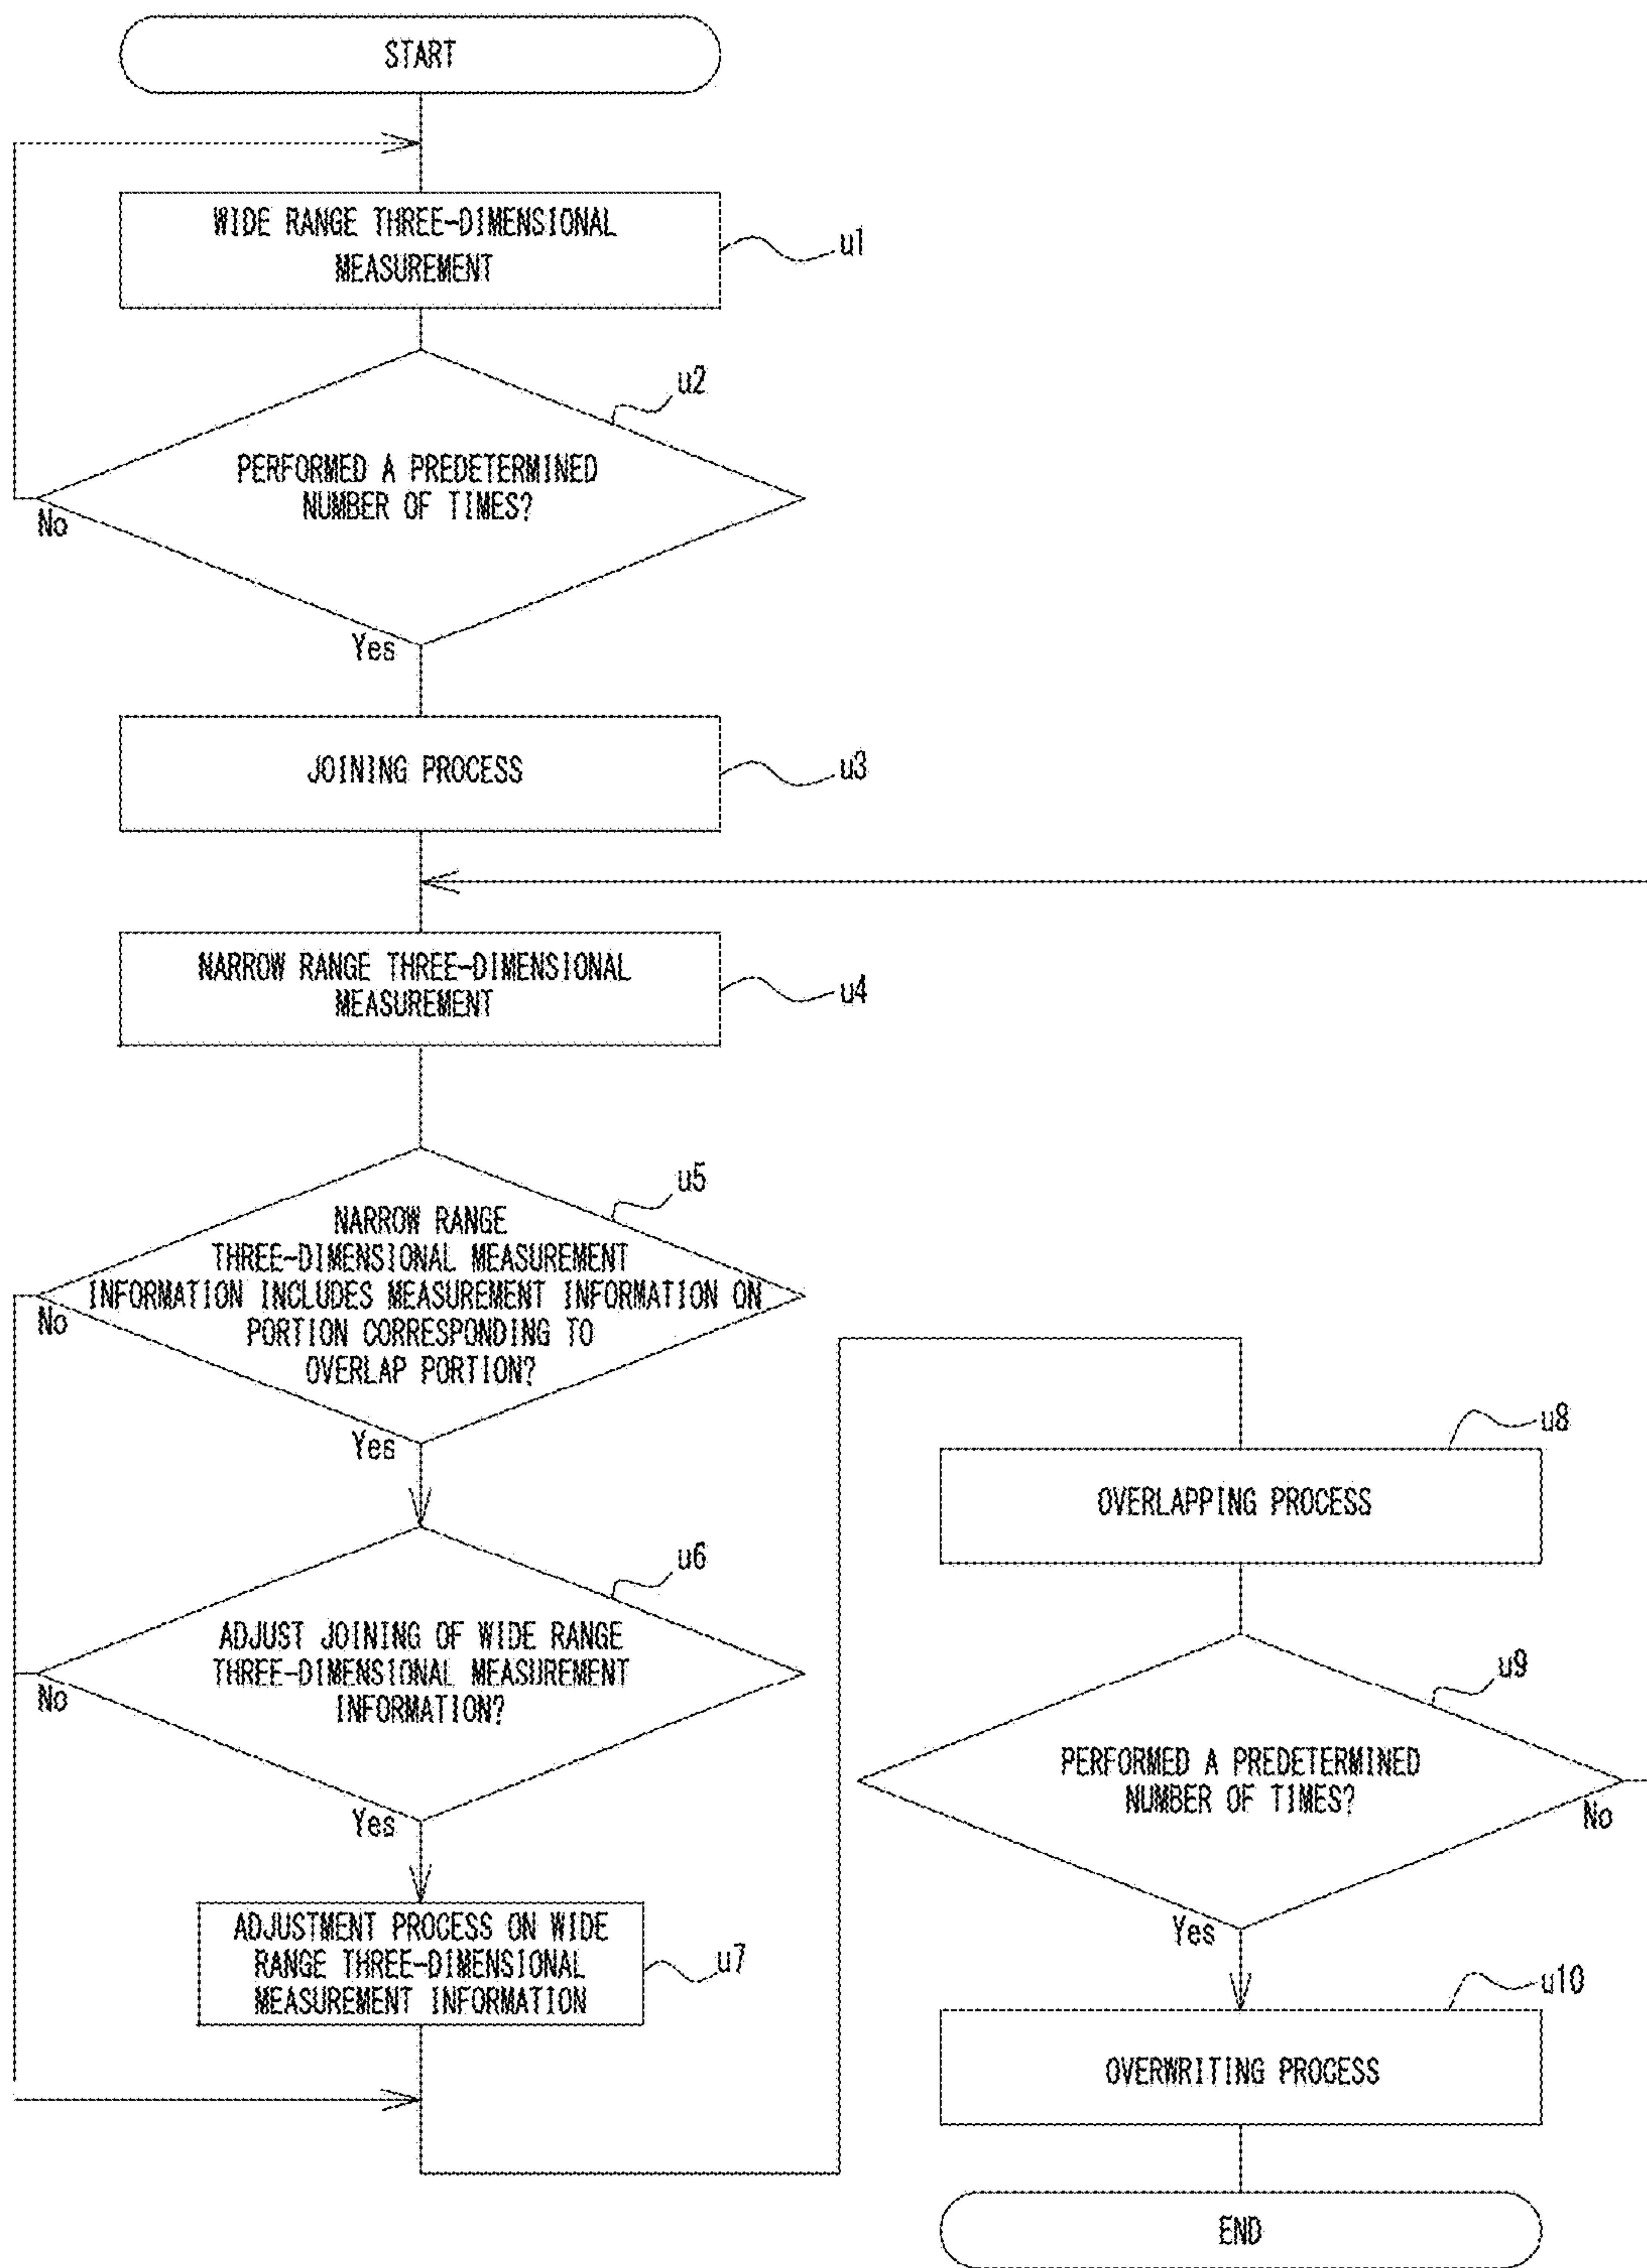 START
WIDE RANGE THREE-DIMENSIONAL
MEASUREMENT
u1
u2
PERFORMED A PREDETERMINED
NUMBER OF TIMES?
No
Yes
JOINING PROCESS
u3
NARROW RANGE THREE-DIMENSIONAL
MEASUREMENT
u4
u5
NARROW RANGE
THREE-DIMENSIONAL MEASUREMENT
INFORMATION INCLUDES MEASUREMENT INFORMATION ON
PORTION CORRESPONDING TO
OVERLAP PORTION?
No
Yes
u6
ADJUST JOINING OF WIDE RANGE
THREE-DIMENSIONAL MEASUREMENT
INFORMATION?
No
Yes
ADJUSTMENT PROCESS ON WIDE
RANGE THREE-DIMENSIONAL
MEASUREMENT INFORMATION
u7
u8
OVERLAPPING PROCESS
u9
PERFORMED A PREDETERMINED
NUMBER OF TIMES?
No
Yes
u10
OVERWRITING PROCESS
END